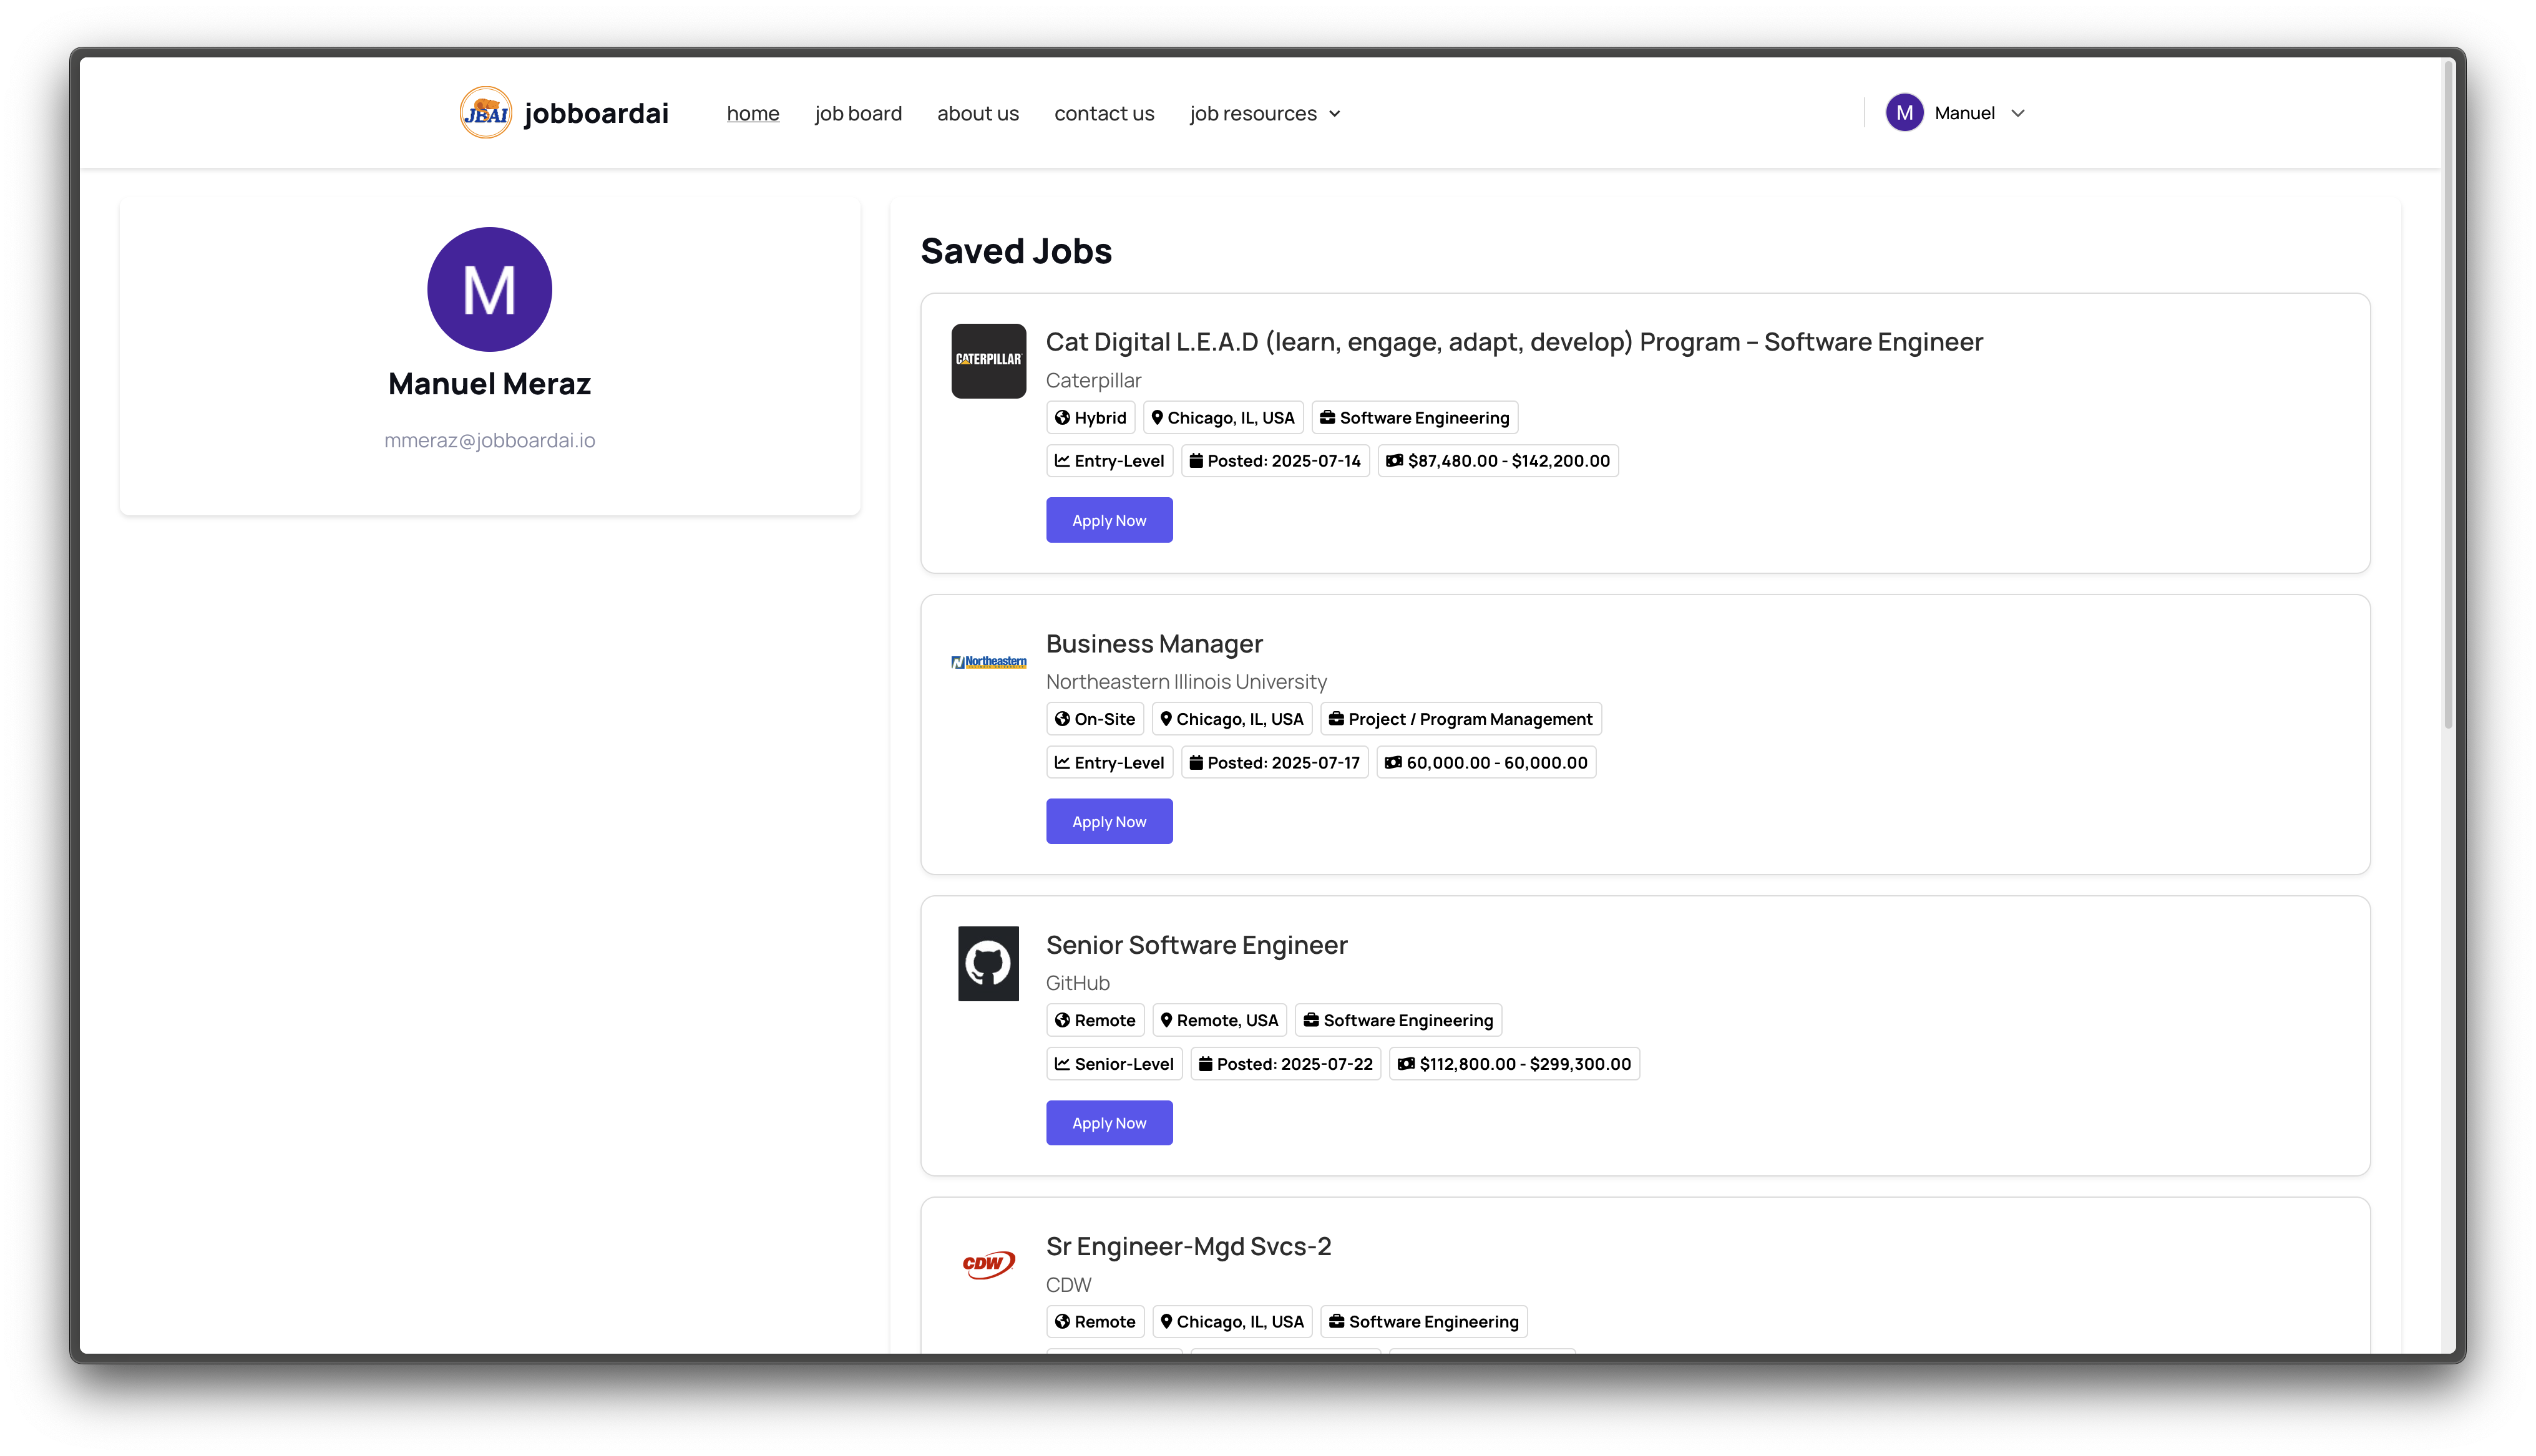 JBAI jobboardai home job board about us contact us job resources M Manuel
M
Manuel Meraz
mmeraz@jobboardai.io
Saved Jobs
CATERPILLAR
Cat Digital L.E.A.D (learn, engage, adapt, develop) Program – Software Engineer
Caterpillar
Hybrid Chicago, IL, USA Software Engineering
Entry-Level Posted: 2025-07-14 $87,480.00 - $142,200.00
Apply Now
Northeastern
Business Manager
Northeastern Illinois University
On-Site Chicago, IL, USA Project / Program Management
Entry-Level Posted: 2025-07-17 60,000.00 - 60,000.00
Apply Now
Senior Software Engineer
GitHub
Remote Remote, USA Software Engineering
Senior-Level Posted: 2025-07-22 $112,800.00 - $299,300.00
Apply Now
CDW
Sr Engineer-Mgd Svcs-2
CDW
Remote Chicago, IL, USA Software Engineering